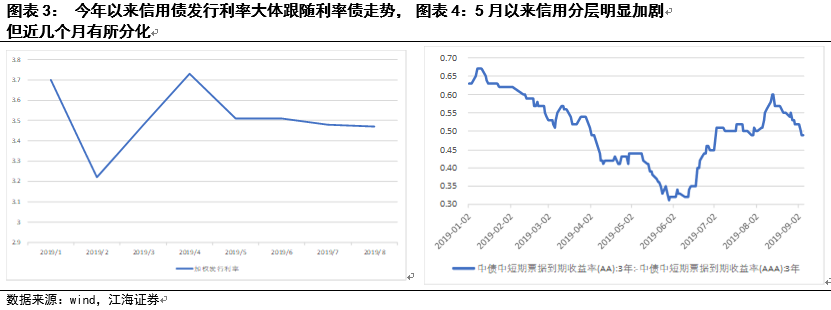 图表 3： 今年以来信用债发行利率大体跟随利率债走势，
但近几个月有所分化
图表 4：5 月以来信用分层明显加剧
3.8
3.7
3.6
3.5
3.4
3.3
3.2
3.1
3
2.9
2019/1 2019/2 2019/3 2019/4 2019/5 2019/6 2019/7 2019/8
加权发行利率
0.70
0.65
0.60
0.55
0.50
0.45
0.40
0.35
0.30
2019-01-02 2019-02-02 2019-03-02 2019-04-02 2019-05-02 2019-06-02 2019-07-02 2019-08-02 2019-09-02
中债中短期票据到期收益率(AA):3年:- 中债中短期票据到期收益率(AAA):3年
数据来源：wind，江海证券